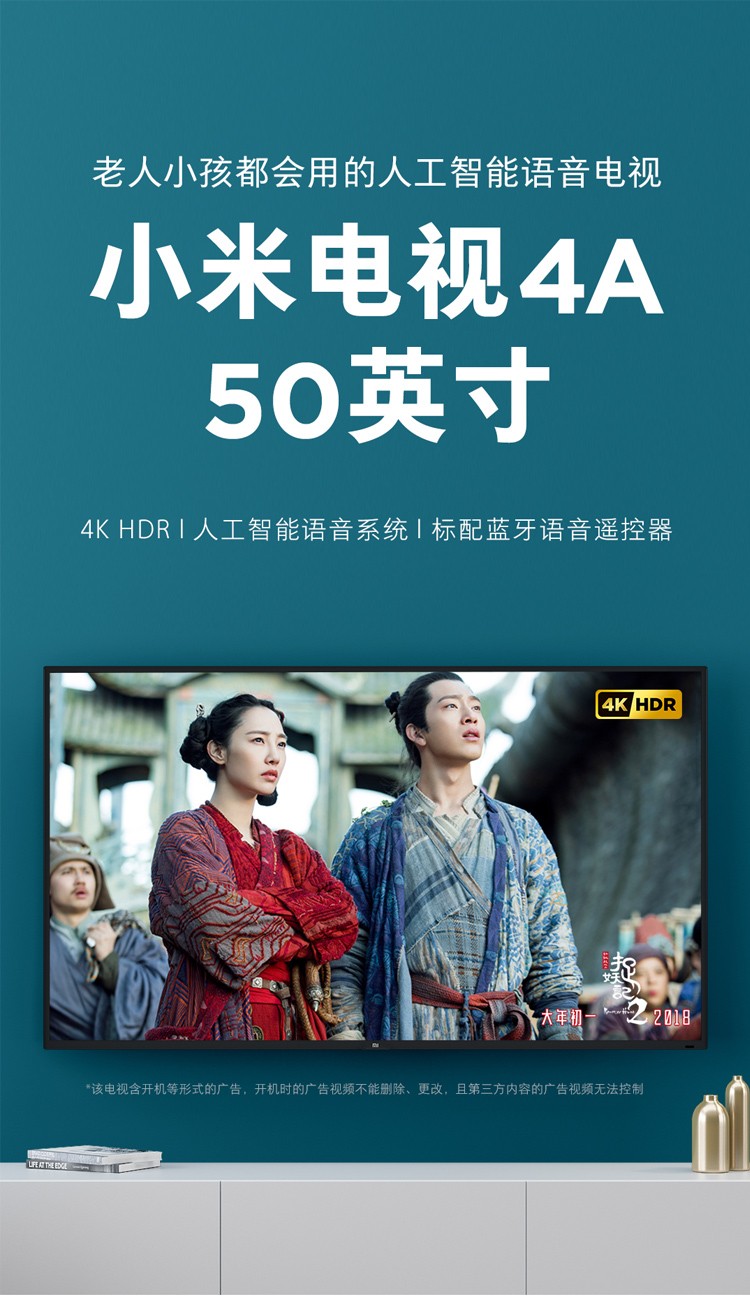 老人小孩都会用的人工智能语音电视
小米电视4A
50英寸
4K HDR | 人工智能语音系统 | 标配蓝牙语音遥控器
4K HDR
捉妖記2
大年初一
2018
*该电视含开机等形式的广告，开机时的广告视频不能删除、更改，且第三方内容的广告视频无法控制
LIFE AT THE EDGE